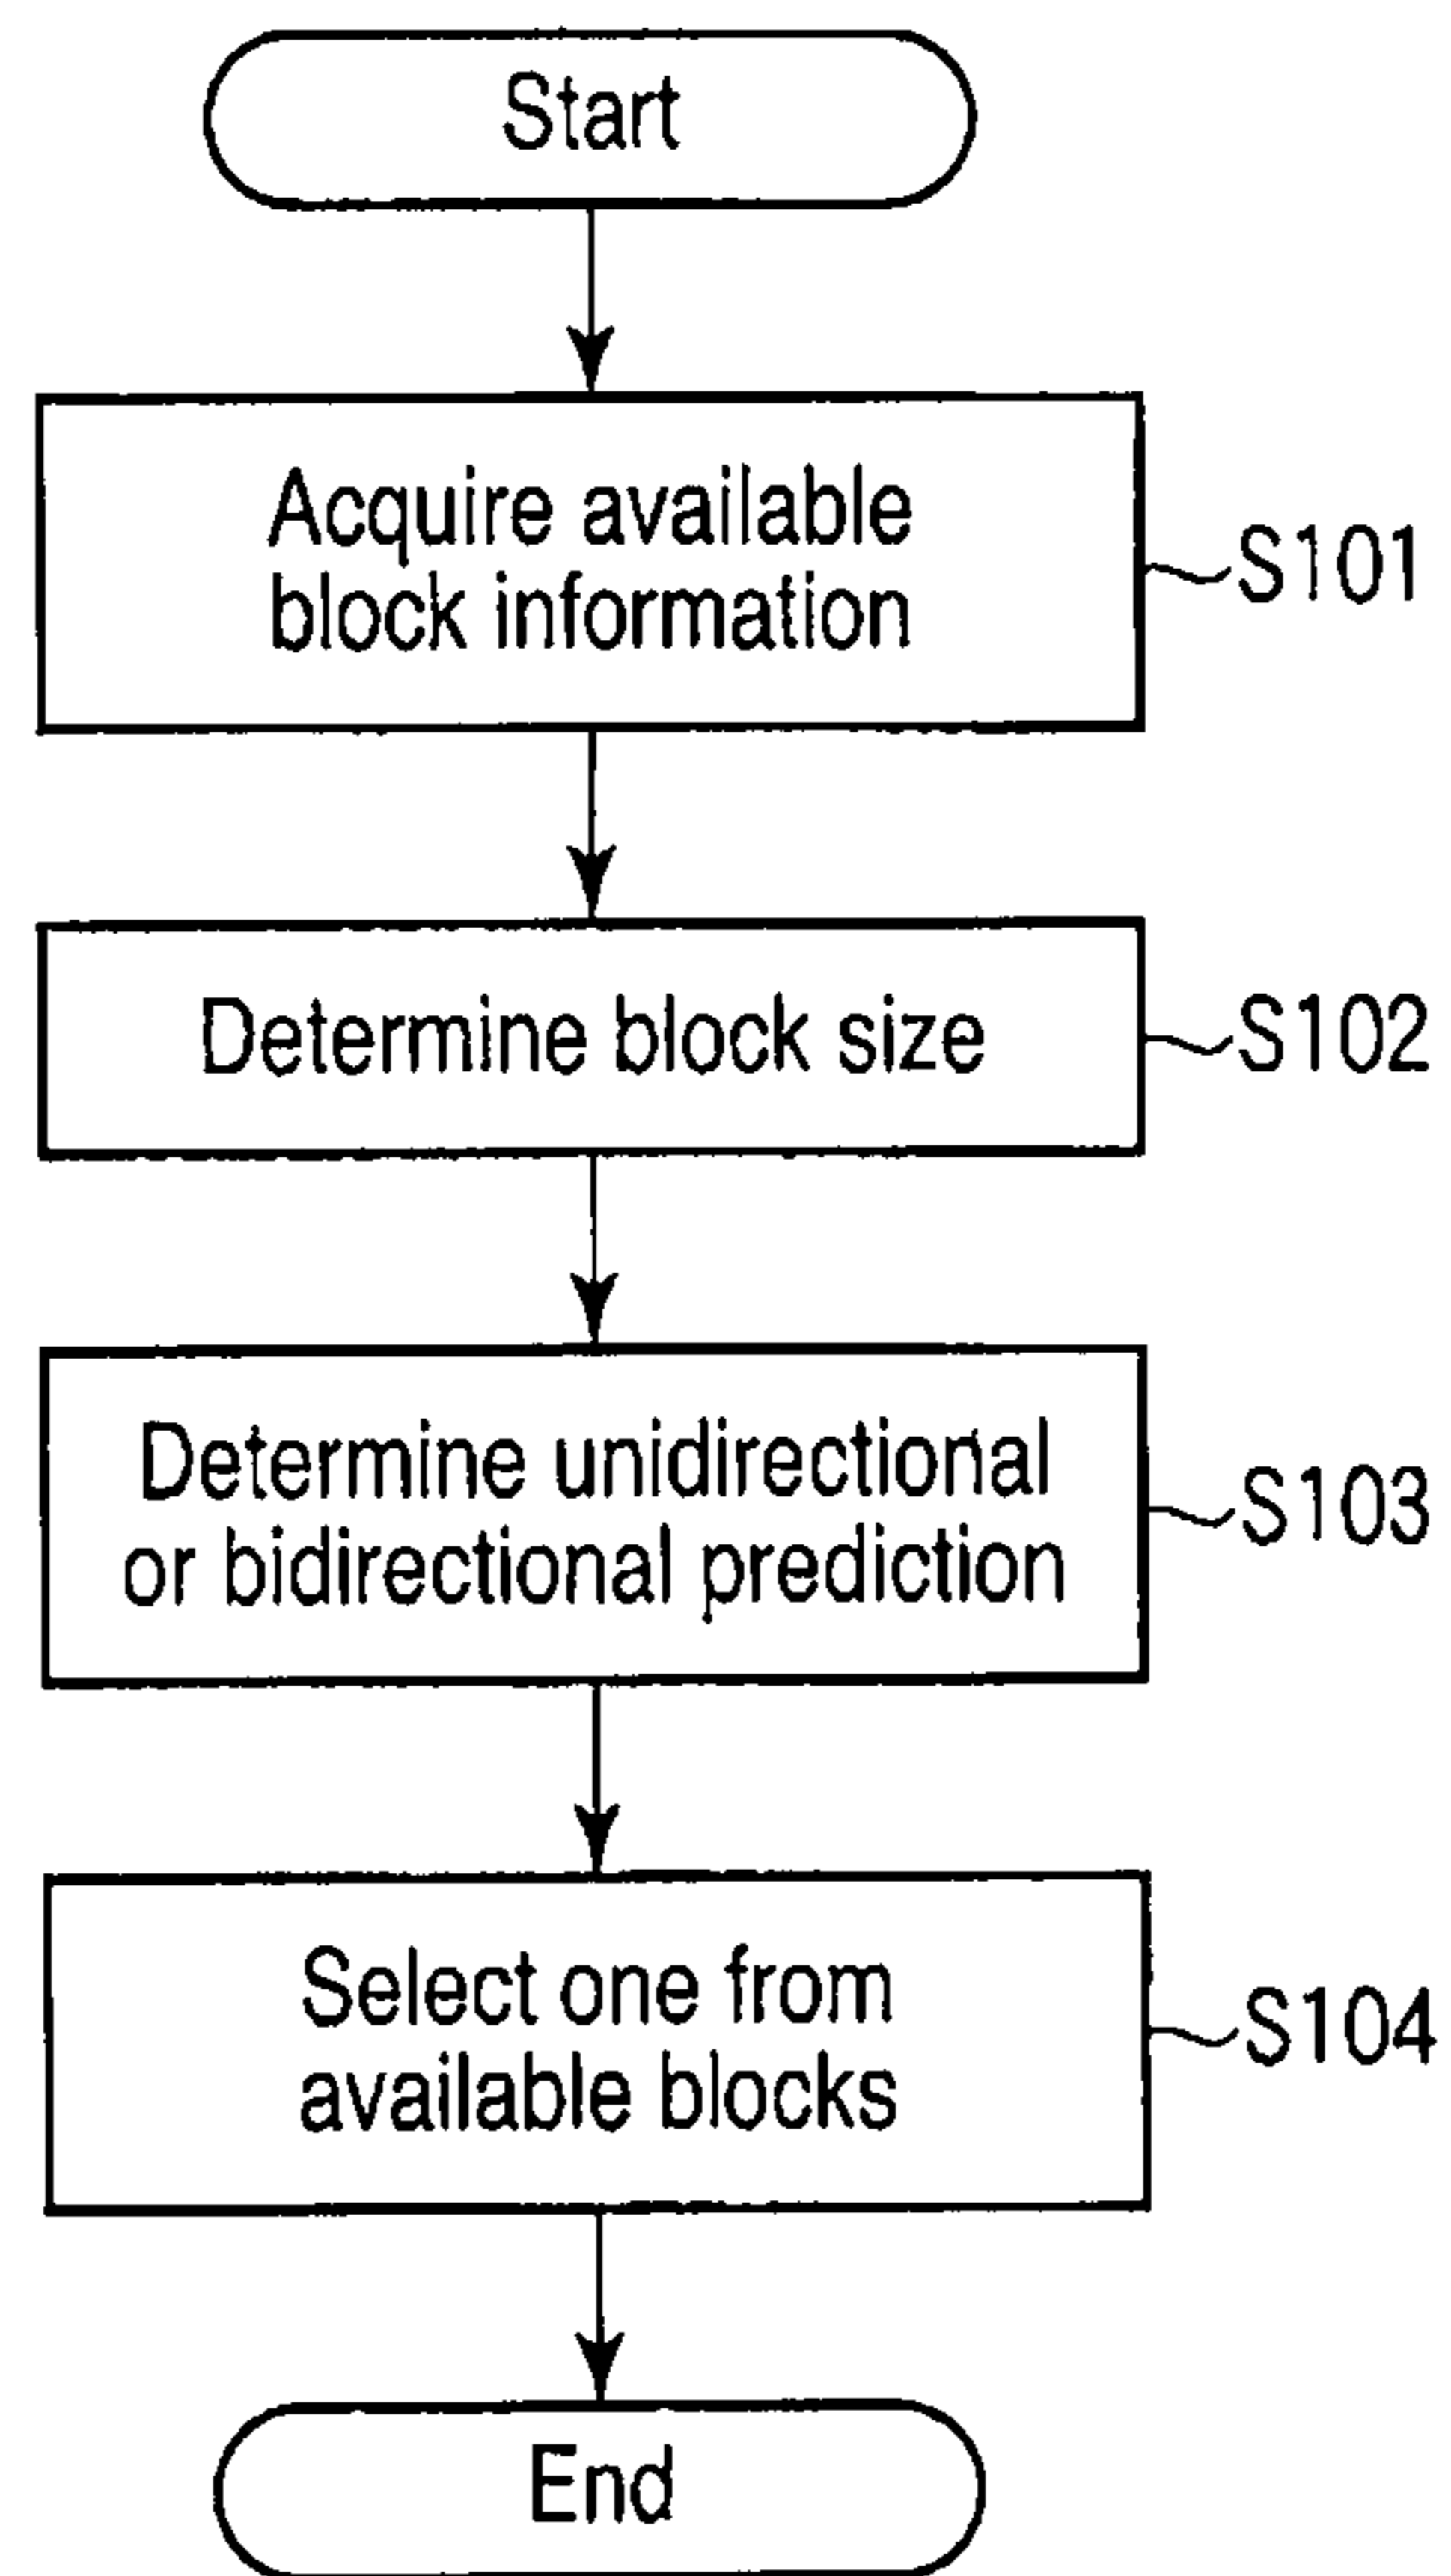 Start
Acquire available
block information
S101
Determine block size
S102
Determine unidirectional
or bidirectional prediction
S103
Select one from
available blocks
S104
End